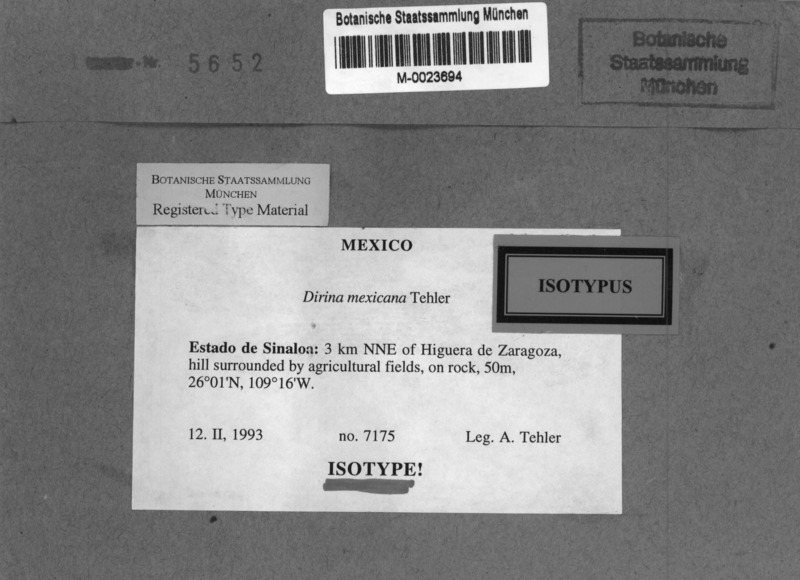 5652
Botanische Staatssammlung München
M-0023694
Botanische
Staatssammlung
München
BOTANISCHE STAATSSAMMLUNG
MÜNCHEN
Registered Type Material
MEXICO
ISOTYPUS
Dirina mexicana Tehler
Estado de Sinaloa: 3 km NNE of Higuera de Zaragoza,
hill surrounded by agricultural fields, on rock, 50m,
26°01'N, 109°16'W.
12. II, 1993 no. 7175 Leg. A. Tehler
ISOTYPE!